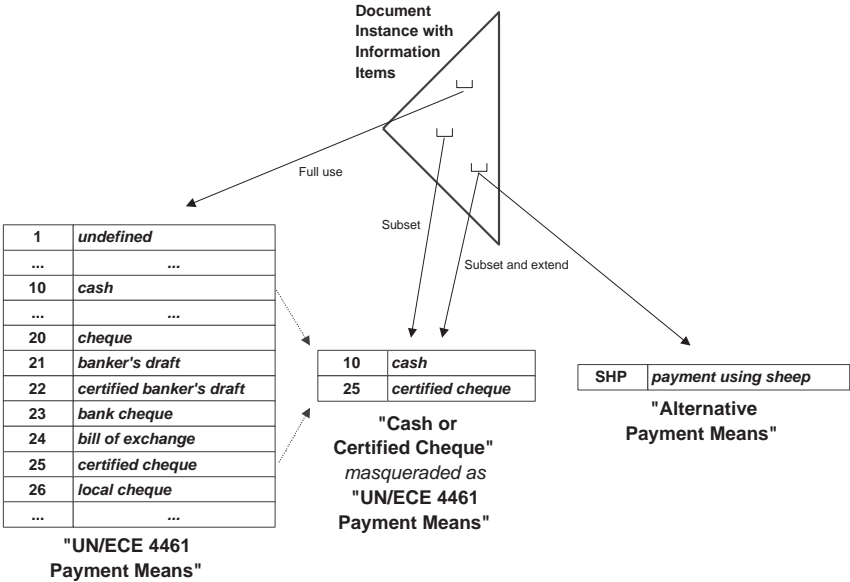 Document
Instance with
Information
Items
Full use
Subset
Subset and extend
1 undefined
... ...
10 cash
... ...
20 cheque
21 banker's draft
22 certified banker's draft
23 bank cheque
24 bill of exchange
25 certified cheque
26 local cheque
... ...
"UN/ECE 4461
Payment Means"
10 cash
25 certified cheque
"Cash or
Certified Cheque"
masqueraded as
"UN/ECE 4461
Payment Means"
SHP payment using sheep
"Alternative
Payment Means"